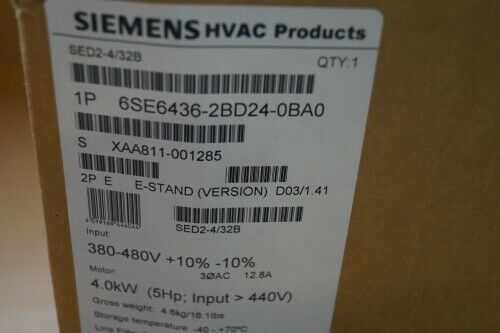 SIEMENS HVAC Products
SED2-4/32B
QTY:1
1P 6SE6436-2BD24-0BA0
S XAA811-001285
2P E E-STAND (VERSION) D03/1.41
SED2-4/32B
Input:
380-480V +10% -10%
3ØAC 12.8A
Motor:
4.0kW (5Hp; Input > 440V)
Gross weight: 4.6kg/10.1lbs
Storage temperature -40 - +70°C
Line Filter